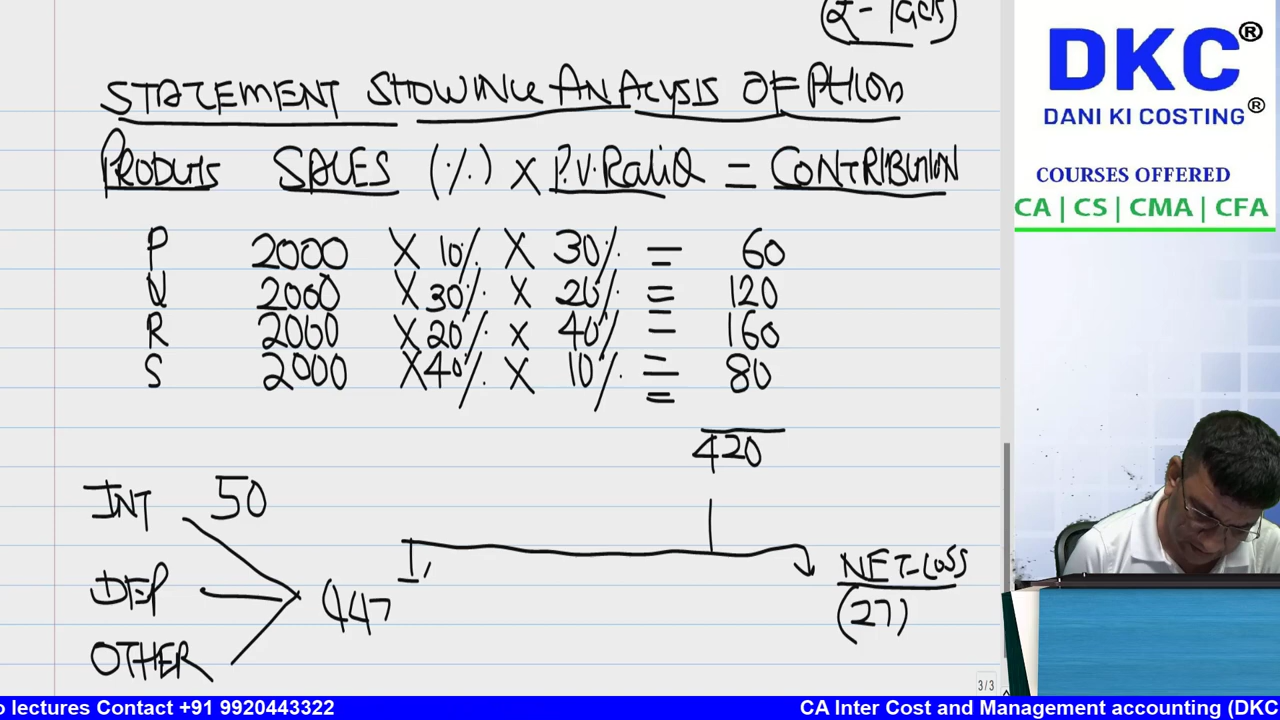 (₹ - lacs)
STATEMENT SHOWING ANALYSIS OF
PRODUCTS SALES (%) X P.V. Ratio = CONTRIBUTION
P 2000 X 10% X 30% = 60
Q 2000 X 30% X 20% = 120
R 2000 X 20% X 40% = 160
S 2000 X 40% X 10% = 80
420
INT 50
DEP 447
NET-LOSS
(27)
OTHER
3/3
DKC®
DANI KI COSTING®
COURSES OFFERED
CA | CS | CMA | CFA
o lectures Contact +91 9920443322 CA Inter Cost and Management accounting (DKC